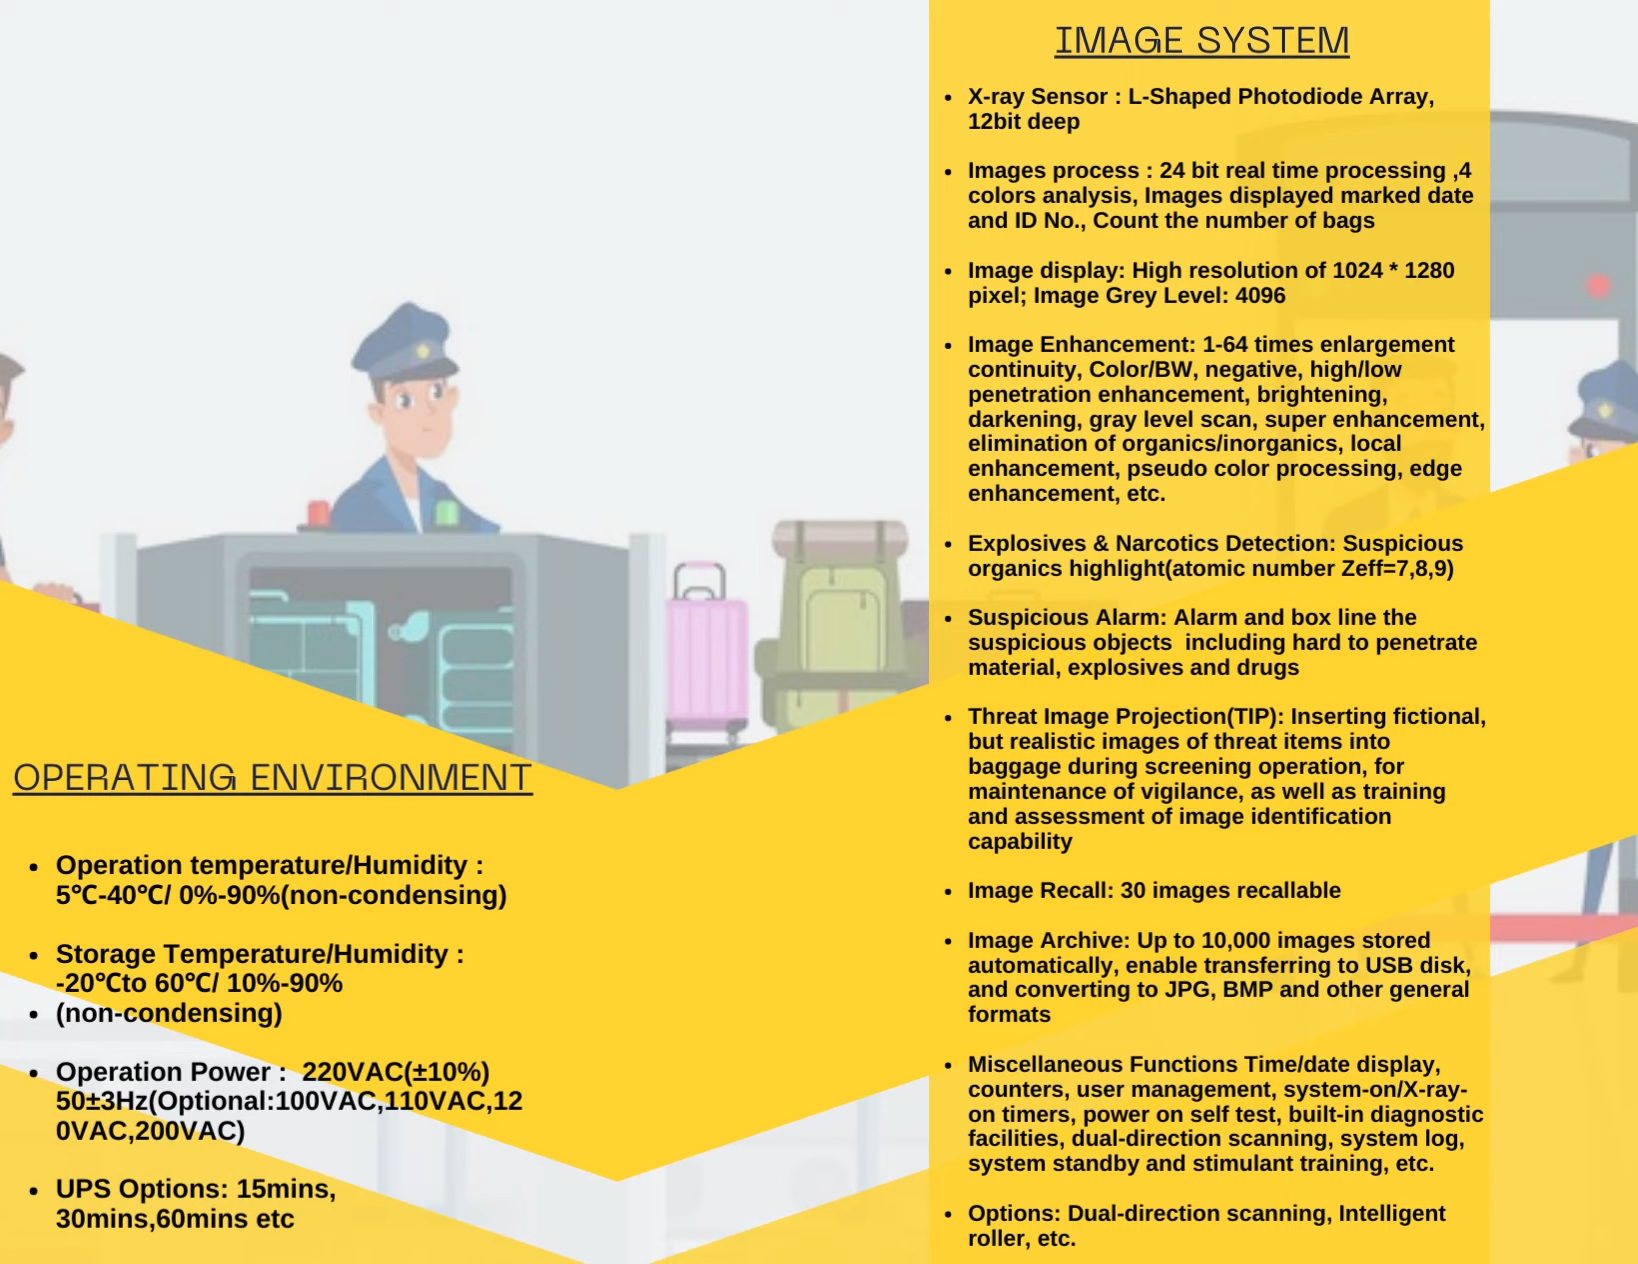 IMAGE SYSTEM
X-ray Sensor : L-Shaped Photodiode Array,
12bit deep
Images process : 24 bit real time processing ,4
colors analysis, Images displayed marked date
and ID No., Count the number of bags
Image display: High resolution of 1024 * 1280
pixel; Image Grey Level: 4096
Image Enhancement: 1-64 times enlargement
continuity, Color/BW, negative, high/low
penetration enhancement, brightening,
darkening, gray level scan, super enhancement,
elimination of organics/inorganics, local
enhancement, pseudo color processing, edge
enhancement, etc.
Explosives & Narcotics Detection: Suspicious
organics highlight(atomic number Zeff=7,8,9)
Suspicious Alarm: Alarm and box line the
suspicious objects  including hard to penetrate
material, explosives and drugs
Threat Image Projection(TIP): Inserting fictional,
but realistic images of threat items into
baggage during screening operation, for
maintenance of vigilance, as well as training
and assessment of image identification
capability
Image Recall: 30 images recallable
Image Archive: Up to 10,000 images stored
automatically, enable transferring to USB disk,
and converting to JPG, BMP and other general
formats
Miscellaneous Functions Time/date display,
counters, user management, system-on/X-ray-
on timers, power on self test, built-in diagnostic
facilities, dual-direction scanning, system log,
system standby and stimulant training, etc.
Options: Dual-direction scanning, Intelligent
roller, etc.
OPERATING ENVIRONMENT
Operation temperature/Humidity :
5℃-40℃/ 0%-90%(non-condensing)
Storage Temperature/Humidity :
-20℃to 60℃/ 10%-90%
(non-condensing)
Operation Power :  220VAC(±10%)
50±3Hz(Optional:100VAC,110VAC,12
0VAC,200VAC)
UPS Options: 15mins,
30mins,60mins etc